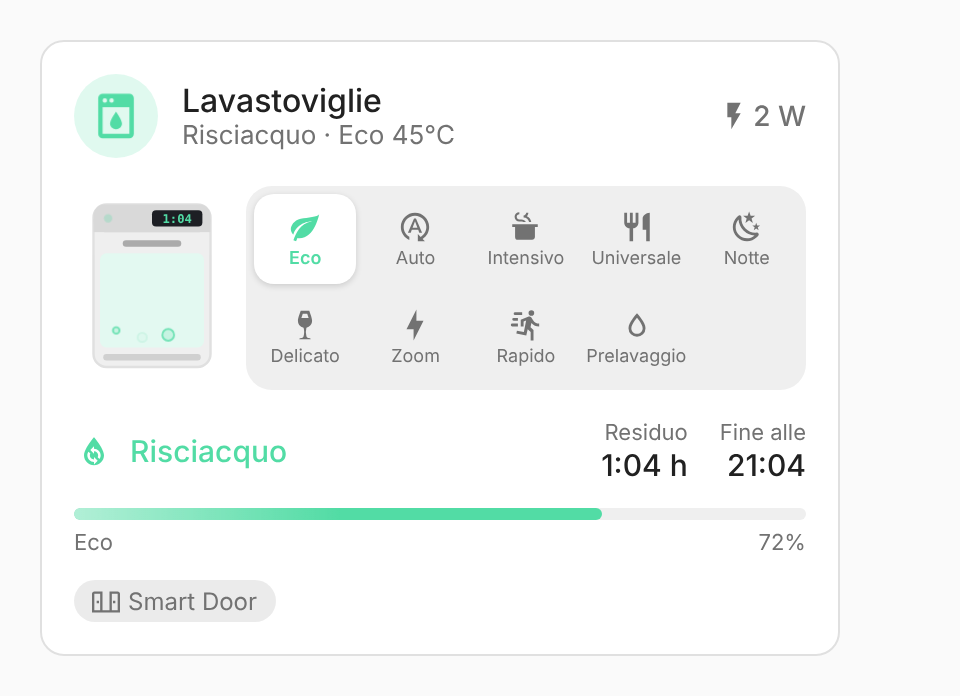 Lavastoviglie
Risciacquo · Eco 45°C
2 W
1:04
Eco
Auto
Intensivo
Universale
Notte
Delicato
Zoom
Rapido
Prelavaggio
Risciacquo
Residuo
1:04 h
Fine alle
21:04
Eco
72%
Smart Door